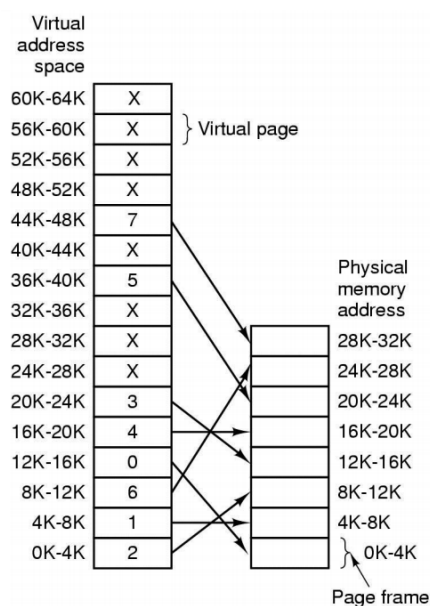 Virtual
address
space
60K-64K X
56K-60K X Virtual page
52K-56K X
48K-52K X
44K-48K 7
40K-44K X
36K-40K 5
32K-36K X
28K-32K X
24K-28K X
20K-24K 3
16K-20K 4
12K-16K 0
8K-12K 6
4K-8K 1
0K-4K 2
Physical
memory
address
28K-32K
24K-28K
20K-24K
16K-20K
12K-16K
8K-12K
4K-8K
0K-4K
Page frame